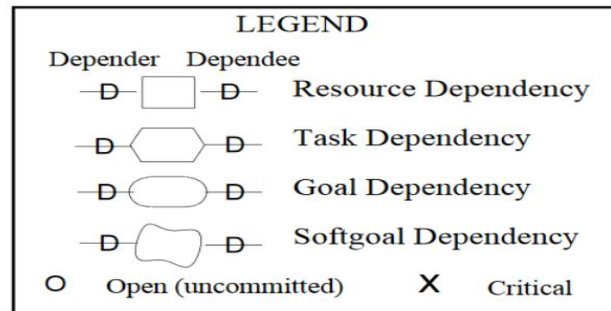 LEGEND
Depender Dependee
D D Resource Dependency
D D Task Dependency
D D Goal Dependency
D D Softgoal Dependency
O Open (uncommitted) X Critical